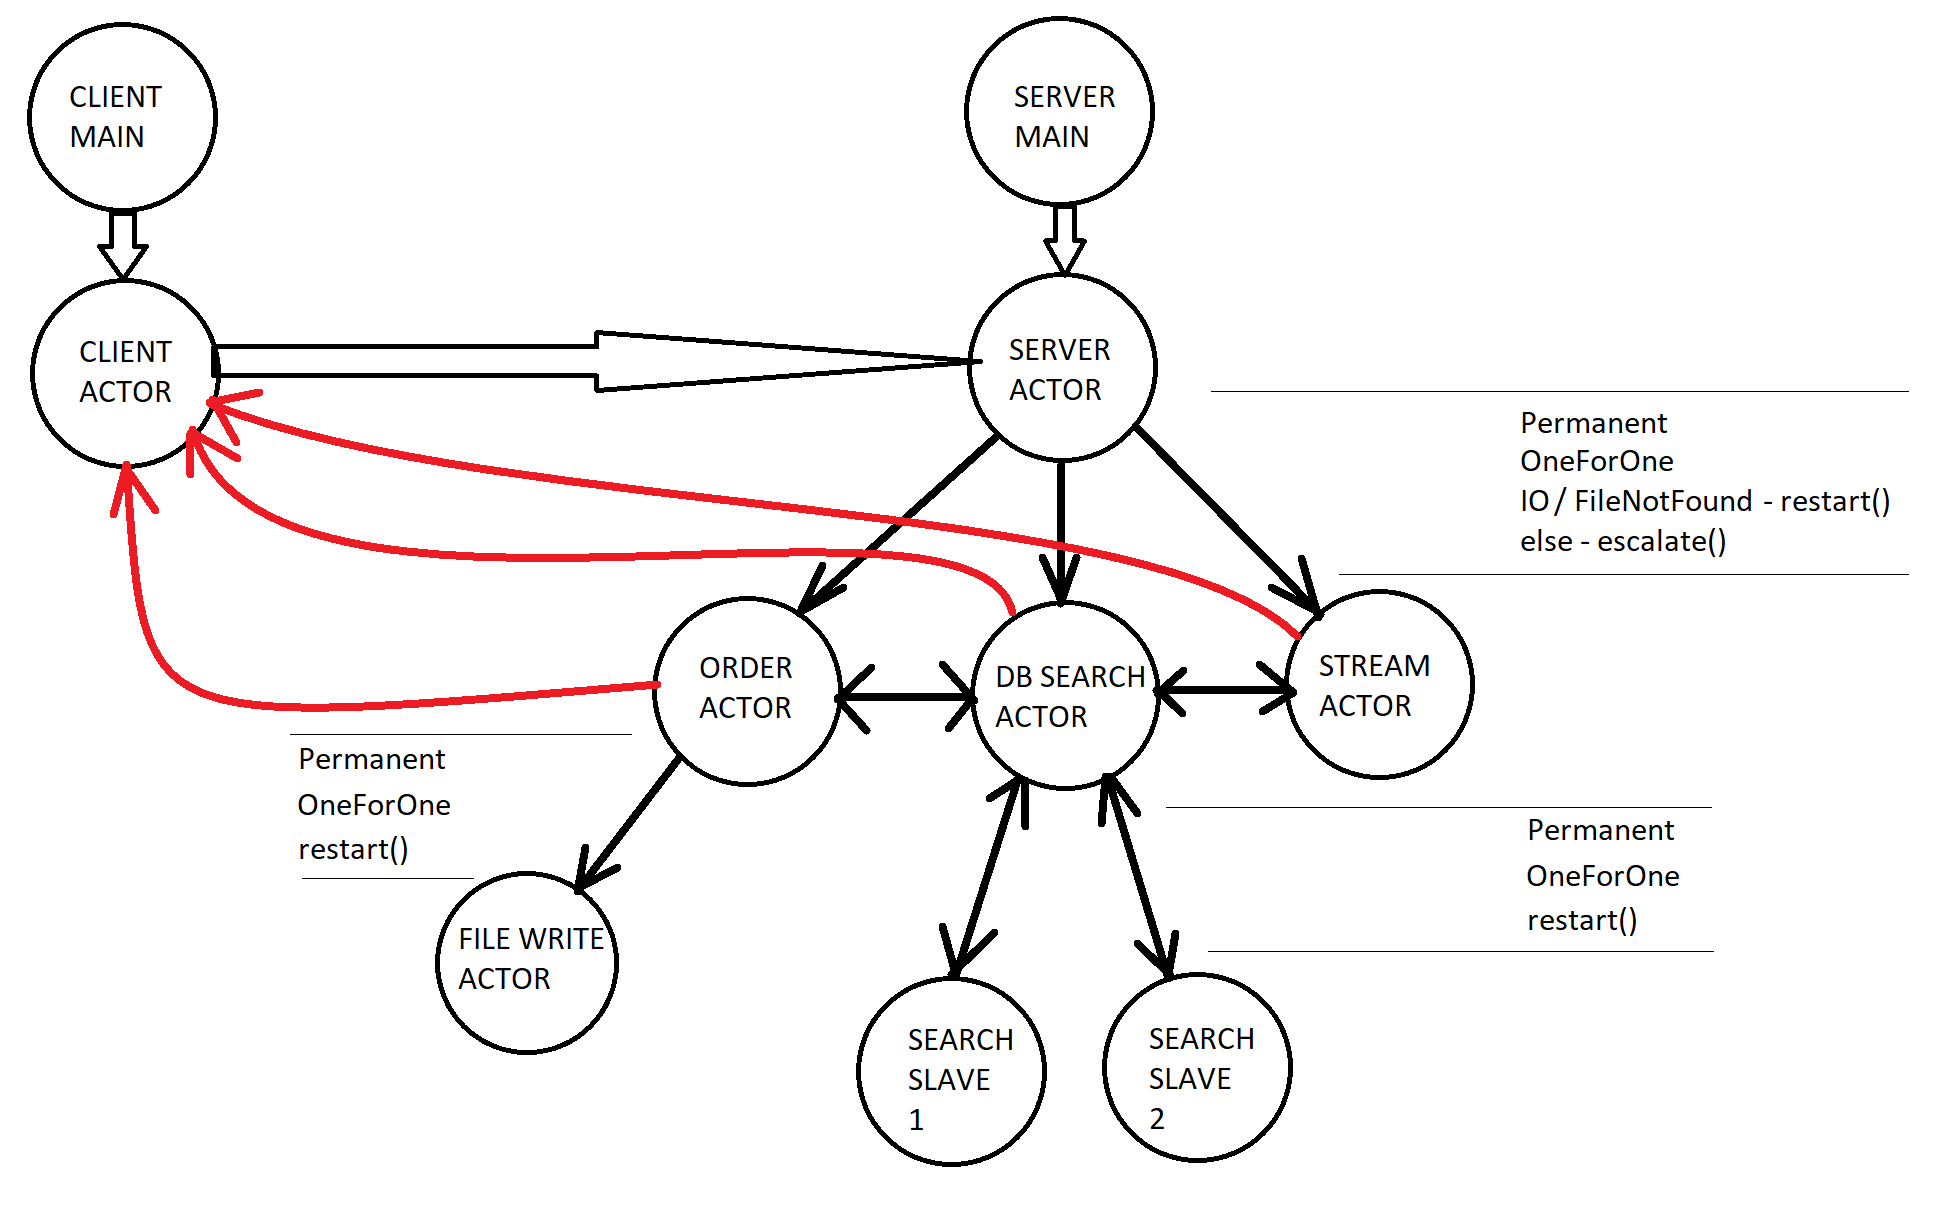 CLIENT
MAIN
SERVER
MAIN
CLIENT
ACTOR
SERVER
ACTOR
Permanent
OneForOne
IO / FileNotFound - restart()
else - escalate()
ORDER
ACTOR
DB SEARCH
ACTOR
STREAM
ACTOR
Permanent
OneForOne
restart()
Permanent
OneForOne
restart()
FILE WRITE
ACTOR
SEARCH
SLAVE
1
SEARCH
SLAVE
2